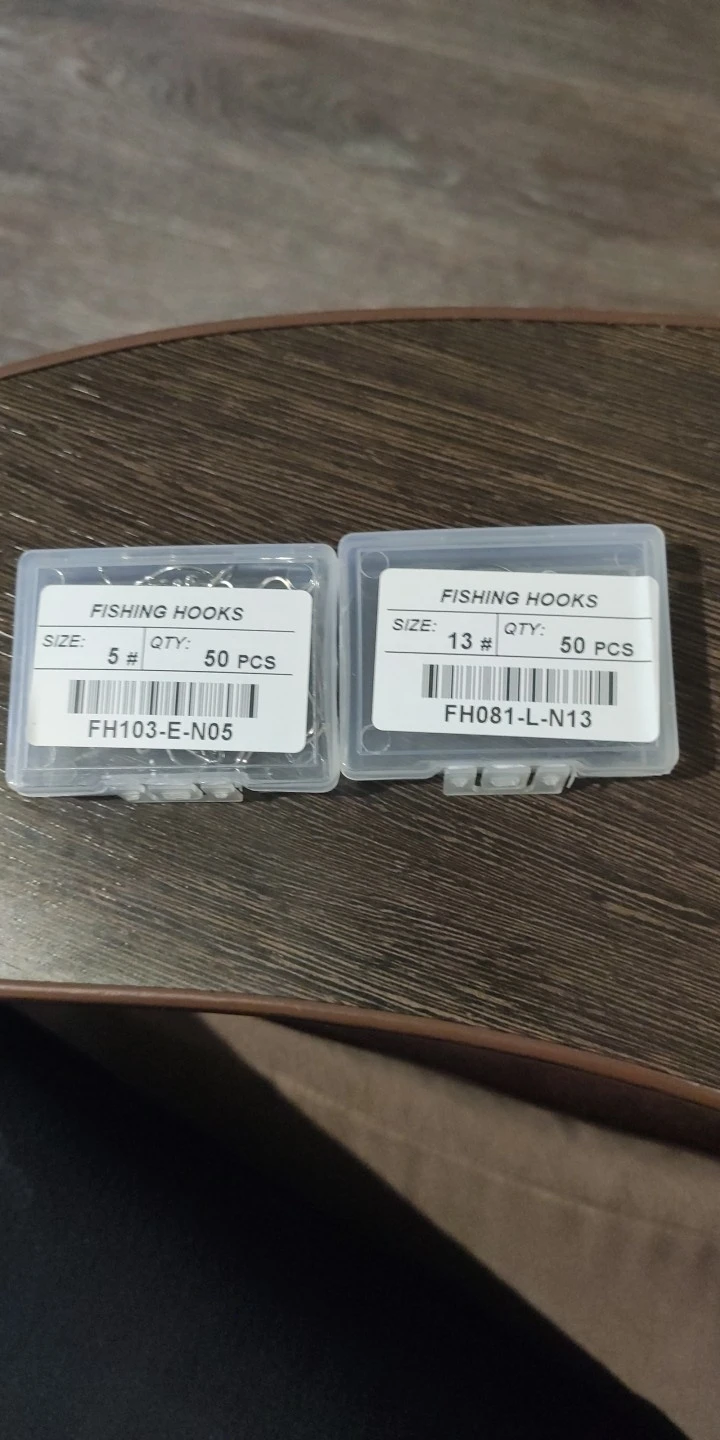 FISHING HOOKS
SIZE: 5 # QTY: 50 PCS
FH103-E-N05
FISHING HOOKS
SIZE: 13 # QTY: 50 PCS
FH081-L-N13